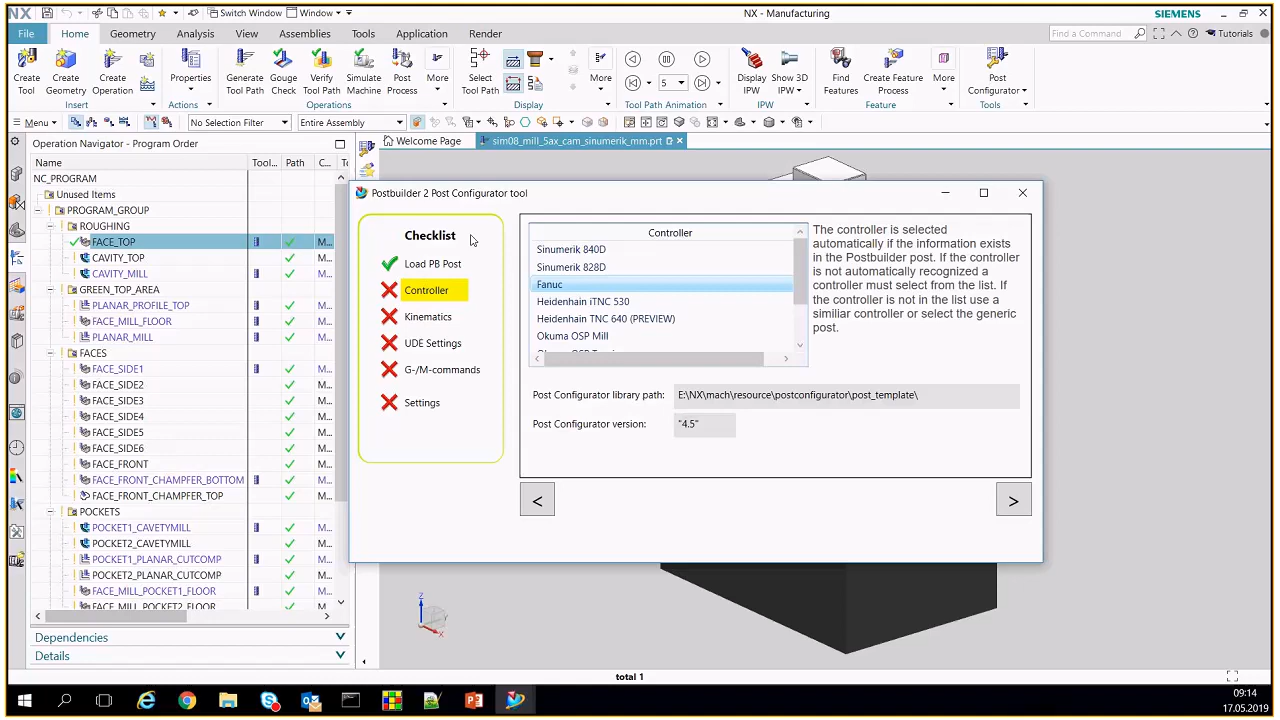 NX
Switch Window
Window
NX - Manufacturing
SIEMENS
File
Home
Geometry
Analysis
View
Assemblies
Tools
Application
Render
Find a Command
Tutorials
Create Tool
Create Geometry
Create Operation
Properties
Generate Tool Path
Gouge Check
Verify Tool Path
Simulate Machine
Post Process
More
Select Tool Path
More
5
Display IPW
Show 3D IPW
Find Features
Create Feature Process
More
Post Configurator
Insert
Actions
Operations
Display
Tool Path Animation
IPW
Feature
Tools
Menu
No Selection Filter
Entire Assembly
Operation Navigator - Program Order
Welcome Page
sim08_mill_5ax_cam_sinumerik_mm.prt
Name
Tool...
Path
C...
NC_PROGRAM
Unused Items
PROGRAM_GROUP
ROUGHING
FACE_TOP
M...
CAVITY_TOP
M...
CAVITY_MILL
M...
GREEN_TOP_AREA
PLANAR_PROFILE_TOP
M...
FACE_MILL_FLOOR
M...
PLANAR_MILL
M...
FACES
FACE_SIDE1
M...
FACE_SIDE2
M...
FACE_SIDE3
M...
FACE_SIDE4
M...
FACE_SIDE5
M...
FACE_SIDE6
M...
FACE_FRONT
M...
FACE_FRONT_CHAMPFER_BOTTOM
M...
FACE_FRONT_CHAMPFER_TOP
M...
POCKETS
POCKET1_CAVETYMILL
M...
POCKET2_CAVETYMILL
M...
POCKET1_PLANAR_CUTCOMP
M...
POCKET2_PLANAR_CUTCOMP
M...
FACE_MILL_POCKET1_FLOOR
M...
FACE_MILL_POCKET2_FLOOR
Dependencies
Details
Postbuilder 2 Post Configurator tool
Checklist
Load PB Post
Controller
Kinematics
UDE Settings
G-/M-commands
Settings
Controller
Sinumerik 840D
Sinumerik 828D
Fanuc
Heidenhain iTNC 530
Heidenhain TNC 640 (PREVIEW)
Okuma OSP Mill
The controller is selected
automatically if the information exists
in the Postbuilder post. If the controller
is not automatically recognized a
controller must select from the list. If
the controller is not in the list use a
similiar controller or select the generic
post.
Post Configurator library path:
E:\NX\mach\resource\postconfigurator\post_template\
Post Configurator version:
"4.5"
<
>
Z
Y
X
total 1
09:14
17.05.2019